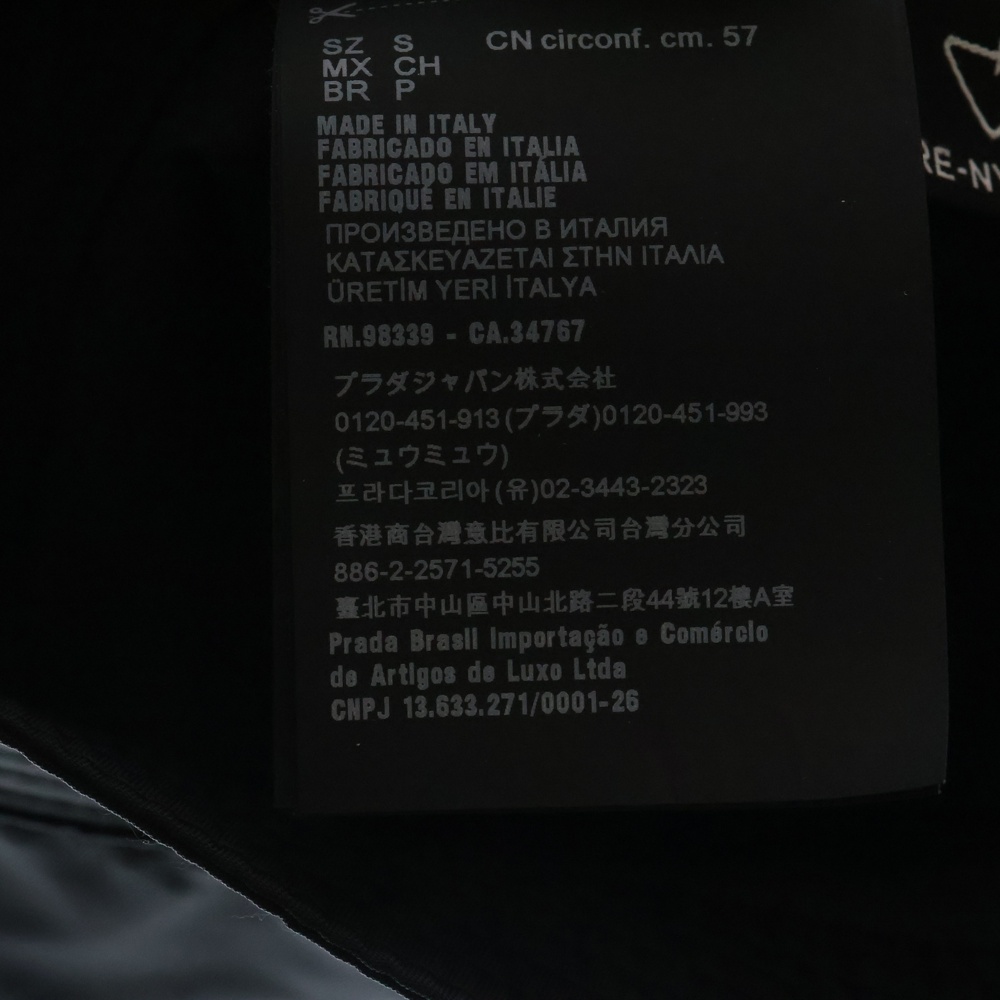 SZ S CN circonf. cm. 57
MX CH
BR P
MADE IN ITALY
FABRICADO EN ITALIA
FABRICADO EM ITÁLIA
FABRIQUÉ EN ITALIE
ПРОИЗВЕДЕНО В ИТАЛИЯ
ΚΑΤΑΣΚΕΥΑΖΕΤΑΙ ΣΤΗΝ ΙΤΑΛΙΑ
ÜRETİM YERİ İTALYA
RN.98339 - CA.34767
プラダジャパン株式会社
0120-451-913(プラダ)0120-451-993
(ミュウミュウ)
프라다코리아(유)02-3443-2323
香港商台灣意比有限公司台灣分公司
886-2-2571-5255
臺北市中山區中山北路二段44號12樓A室
Prada Brasil Importação e Comércio
de Artigos de Luxo Ltda
CNPJ 13.633.271/0001-26